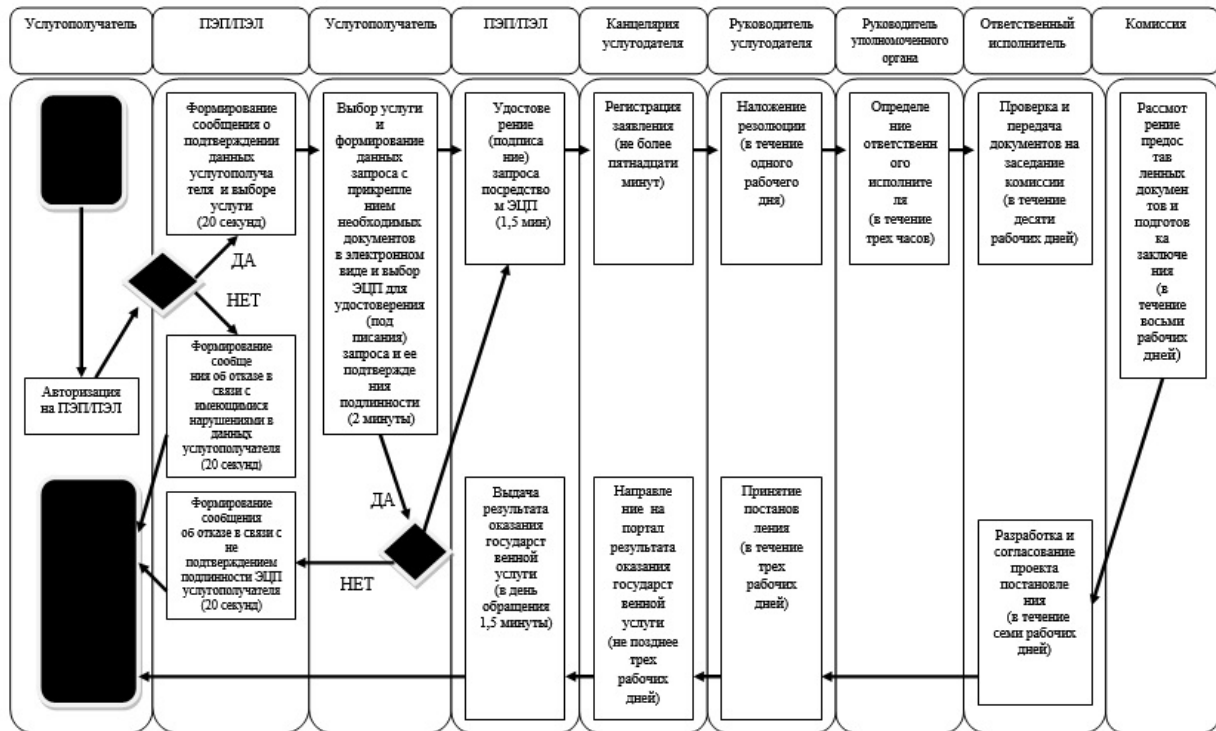 Услугополучатель
ПЭП/ПЭЛ
Услугополучатель
ПЭП/ПЭЛ
Канцелярия
услугодателя
Руководитель
услугодателя
Руководитель
уполномоченного
органа
Ответственный
исполнитель
Комиссия
Формирование
сообщения о
подтверждении
данных
услугополуча
теля и выборе
услуги
(20 секунд)
Выбор услуги
и
формирование
данных
запроса с
прикрепле
нием
необходимых
документов
в электронном
виде и выбор
ЭЦП для
удостоверения
(под
писания)
запроса и ее
подтвержде
ния
подлинности
(2 минуты)
Удостове
рение
(подписа
ние)
запроса
посредство
м ЭЦП
(1,5 мин)
Регистрация
заявления
(не более
пятнадцати
минут)
Наложение
резолюции
(в течение
одного
рабочего
дня)
Определе
ние
ответствен
ного
исполните
ля
(в течение
трех часов)
Проверка и
передача
документов на
заседание
комиссии
(в течение
десяти
рабочих дней)
Рассмот
рение
предос
тав
ленных
докумен
тов и
подготов
ка
заключе
ния
(в
течение
восьми
рабочих
дней)
ДА
НЕТ
Авторизация
на ПЭП/ПЭЛ
Формирование
сообще
ния об отказе в
связи с
имеющимися
нарушениями в
данных
услугополучателя
(20 секунд)
Формирование
сообщения
об отказе в связи с
не
подтверждением
подлинности ЭЦП
услугополучателя
(20 секунд)
ДА
НЕТ
Выдача
результата
оказания
государст
венной
услуги
(в день
обращения
1,5 минуты)
Направле
ние на
портал
результата
оказания
государст
венной
услуги
(не позднее
трех
рабочих
дней)
Принятие
постанов
ления
(в течение
трех
рабочих
дней)
Разработка и
согласование
проекта
постановле
ния
(в течение
семи рабочих
дней)